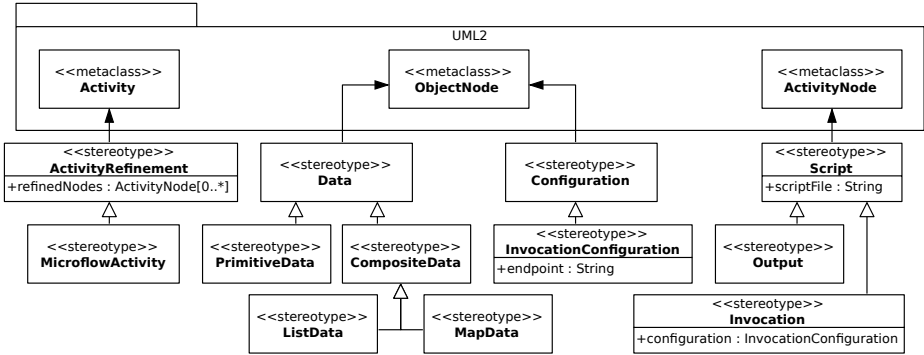 UML2
<<metaclass>>
Activity
<<metaclass>>
ObjectNode
<<metaclass>>
ActivityNode
<<stereotype>>
ActivityRefinement
+refinedNodes : ActivityNode[0..*]
<<stereotype>>
Data
<<stereotype>>
Configuration
<<stereotype>>
Script
+scriptFile : String
<<stereotype>>
MicroflowActivity
<<stereotype>>
PrimitiveData
<<stereotype>>
CompositeData
<<stereotype>>
InvocationConfiguration
+endpoint : String
<<stereotype>>
Output
<<stereotype>>
ListData
<<stereotype>>
MapData
<<stereotype>>
Invocation
+configuration : InvocationConfiguration